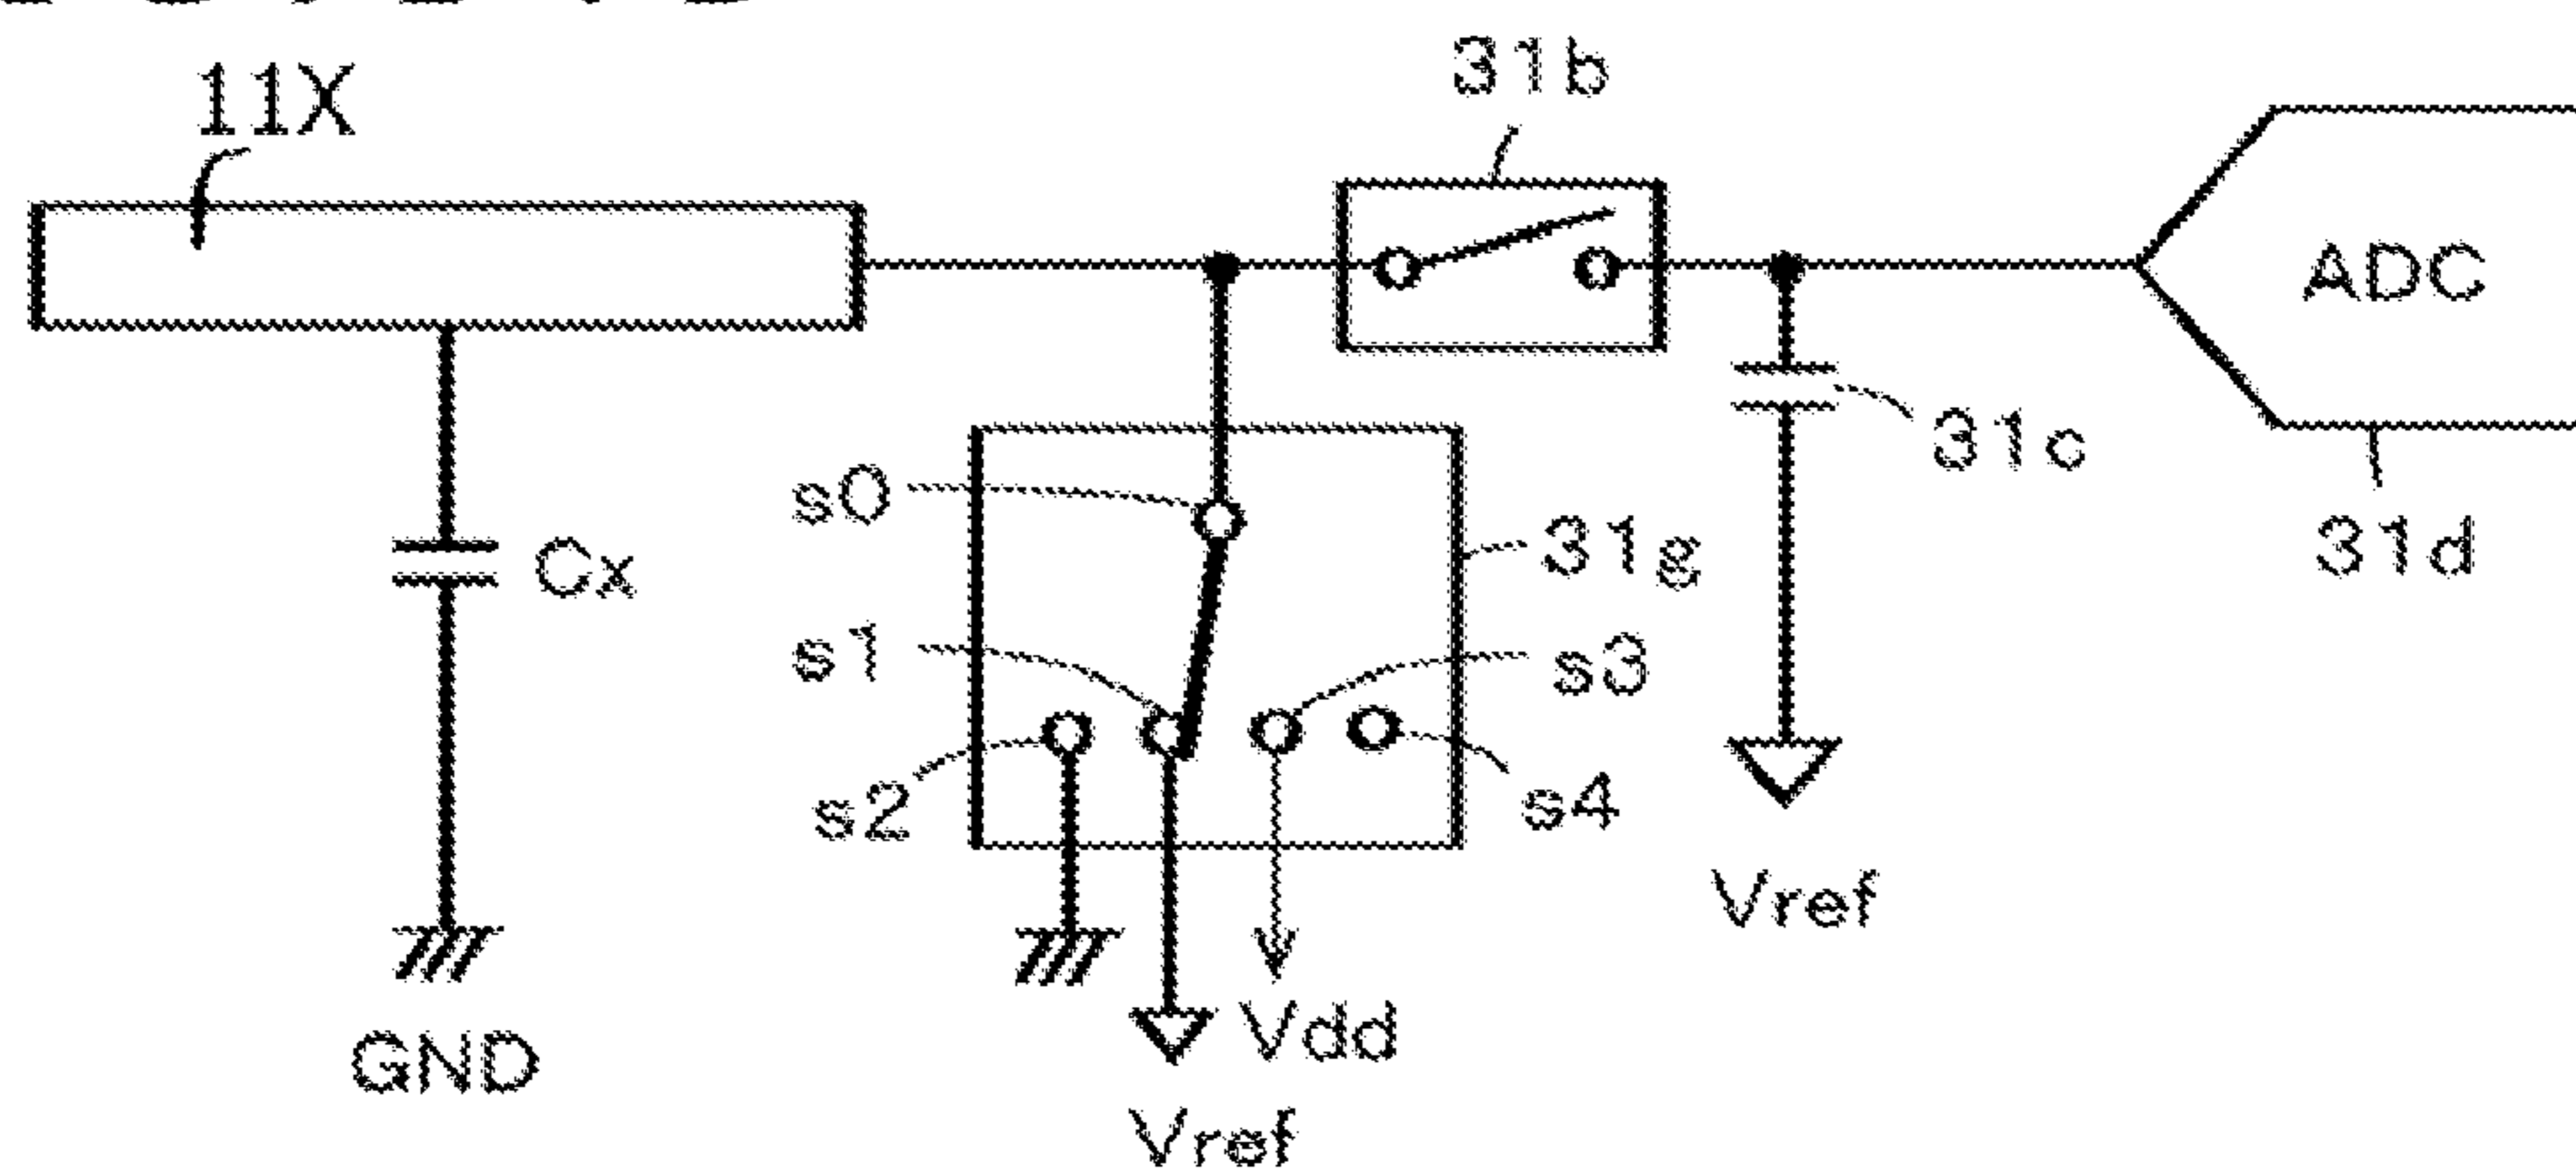 31b
11X
ADC
31c
s0
31g
31d
Cx
s1
s3
s2
s4
Vref
GND
Vdd
Vref